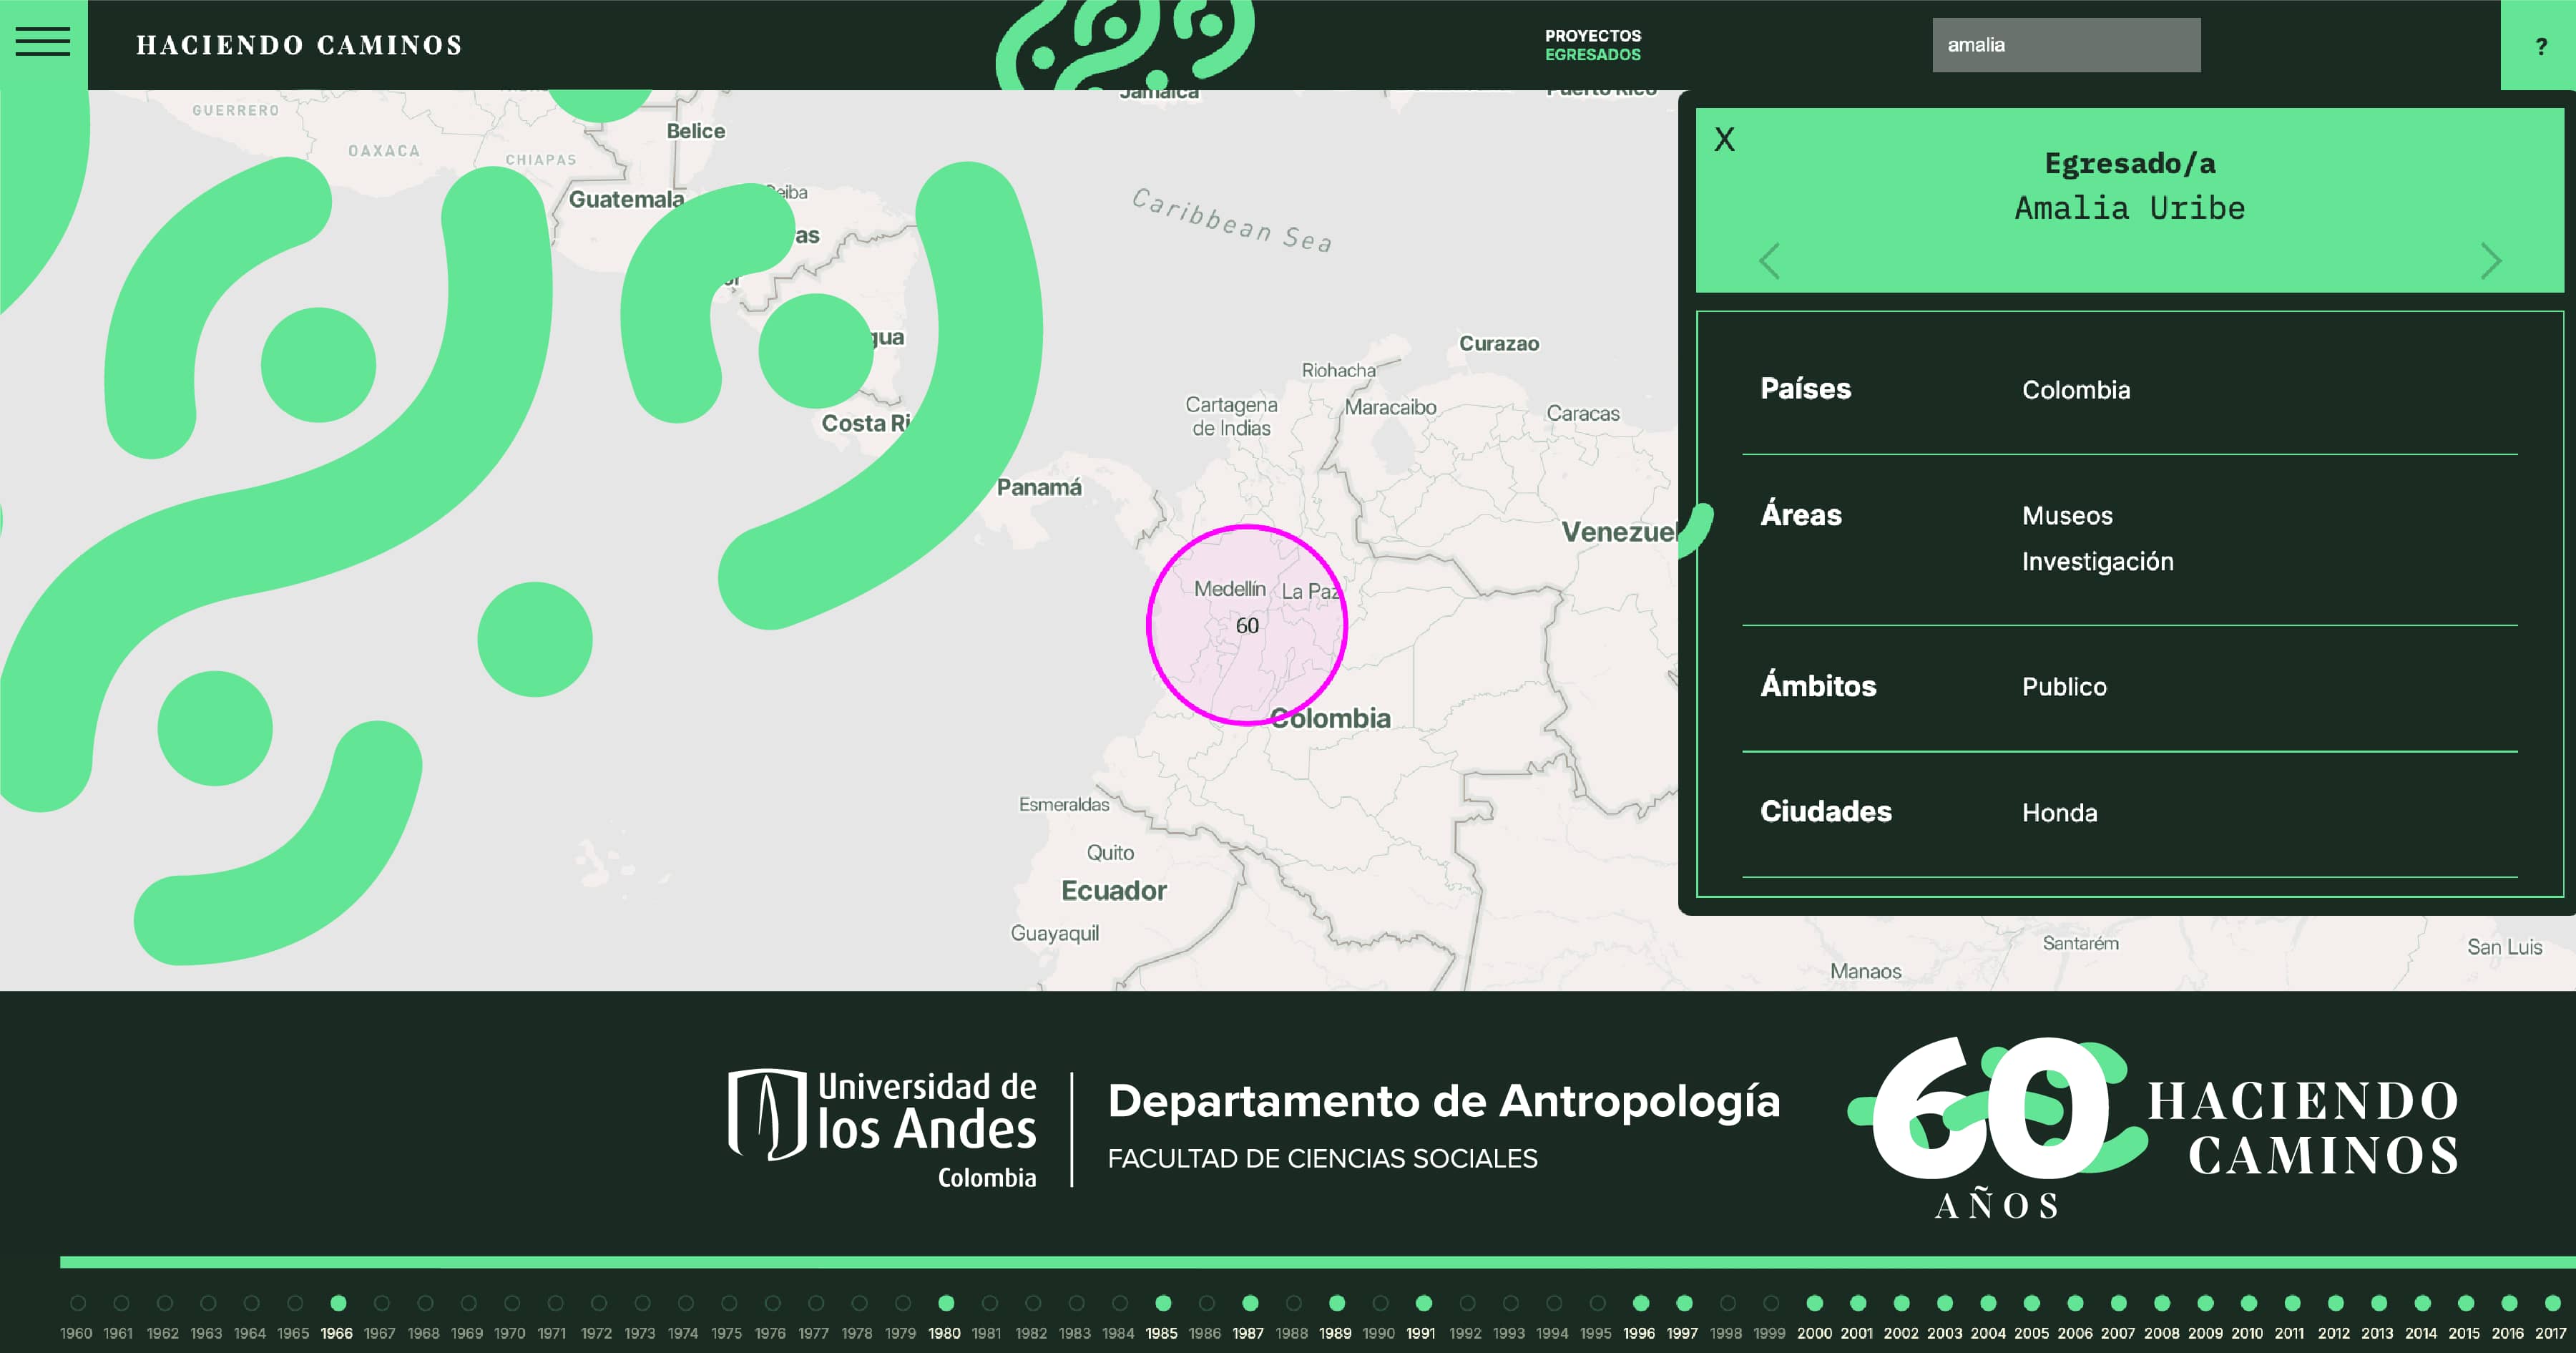 HACIENDO CAMINOS
PROYECTOS
EGRESADOS
amalia
?
GUERRERO
OAXACA
CHIAPAS
Belice
Guatemala
Jamaica
Puerto Rico
Caribbean Sea
Costa Ri
Panamá
Curazao
Riohacha
Cartagena
de Indias
Maracaibo
Caracas
Venezuel
Medellín
La Paz
60
Colombia
Esmeraldas
Quito
Ecuador
Guayaquil
Manaos
Santarém
San Luis
X
Egresado/a
Amalia Uribe
Países
Colombia
Áreas
Museos
Investigación
Ámbitos
Publico
Ciudades
Honda
Universidad de
los Andes
Colombia
Departamento de Antropología
FACULTAD DE CIENCIAS SOCIALES
60
AÑOS
HACIENDO
CAMINOS
1960 1961 1962 1963 1964 1965 1966 1967 1968 1969 1970 1971 1972 1973 1974 1975 1976 1977 1978 1979 1980 1981 1982 1983 1984 1985 1986 1987 1988 1989 1990 1991 1992 1993 1994 1995 1996 1997 1998 1999 2000 2001 2002 2003 2004 2005 2006 2007 2008 2009 2010 2011 2012 2013 2014 2015 2016 2017